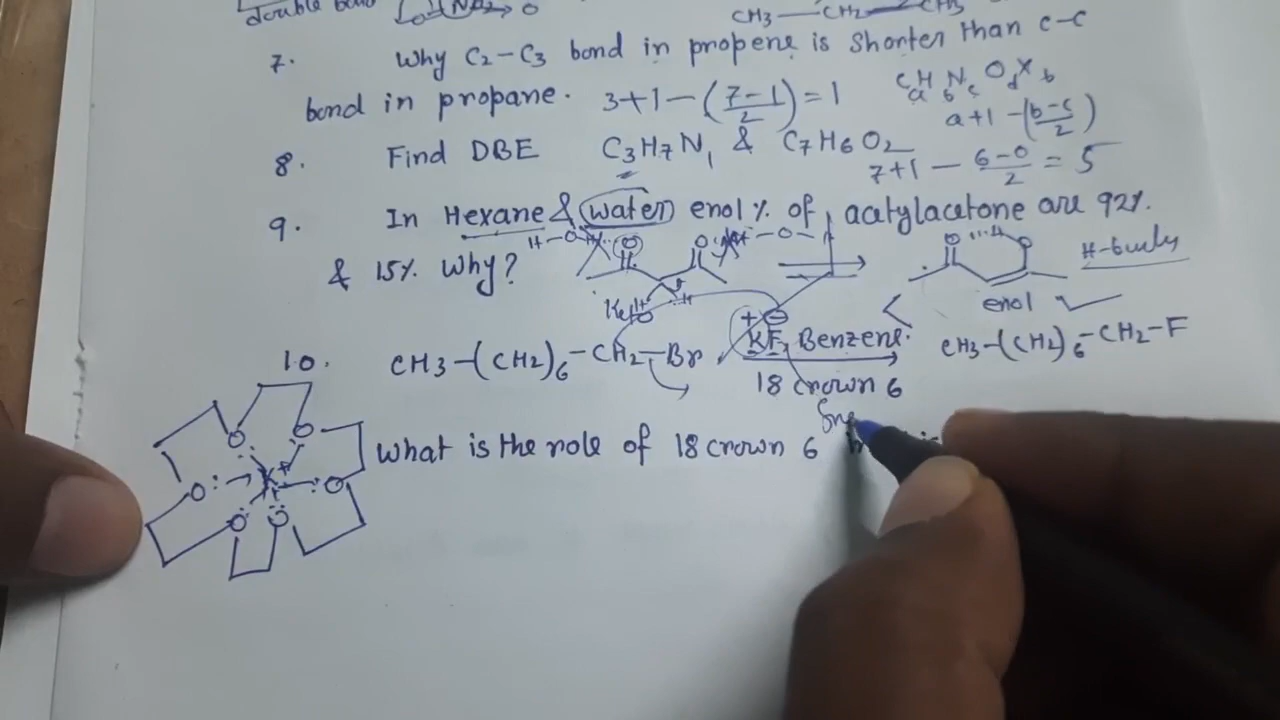 double bond
CH3—CH2—CH3
7. Why C2-C3 bond in propene is shorter than C-C
bond in propane. 3+1-(7-1/2)=1 CaHbNcOdXb
a+1-(b-c/2)
8. Find DBE C3H7N1 & C7H6O2
7+1 - 6-0/2 = 5
9. In Hexane & water enol % of acetylacetone are 92%.
& 15% why?
H-O-H O O H-O- O H O
Keto enol
10. CH3-(CH2)6-CH2-Br + ⊖ KF, Benzene. CH3-(CH2)6-CH2-F
18 crown 6
What is the role of 18 crown 6
O: O: O: K+ O O O